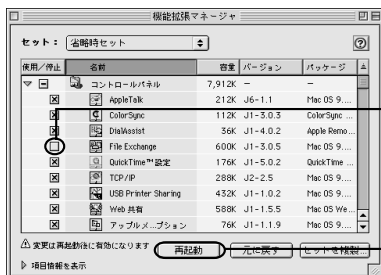 機能拡張マネージャ
セット： 省略時セット
使用／停止 名前 容量 バージョン パッケージ
コントロールパネル 7,912K – –
AppleTalk 212K J6-1.1 Mac OS 9....
ColorSync 112K J3-3.0.3 ColorSync ...
DialAssist 36K J1-4.0.2 Apple Remo...
File Exchange 600K J3-0.0.5 Mac OS 9....
QuickTime™ 設定 176K J1-5.0.2 QuickTime ...
TCP/IP 288K J2-2.5 Mac OS 9....
USB Printer Sharing 432K J1-1.0.2 Mac OS 9....
Web 共有 588K J1-1.5.5 Mac OS We...
アップルメ...プション 76K J1-1.1.9 Mac OS 9....
変更は再起動後に有効になります 再起動 元に戻す セットを複製...
項目情報を表示